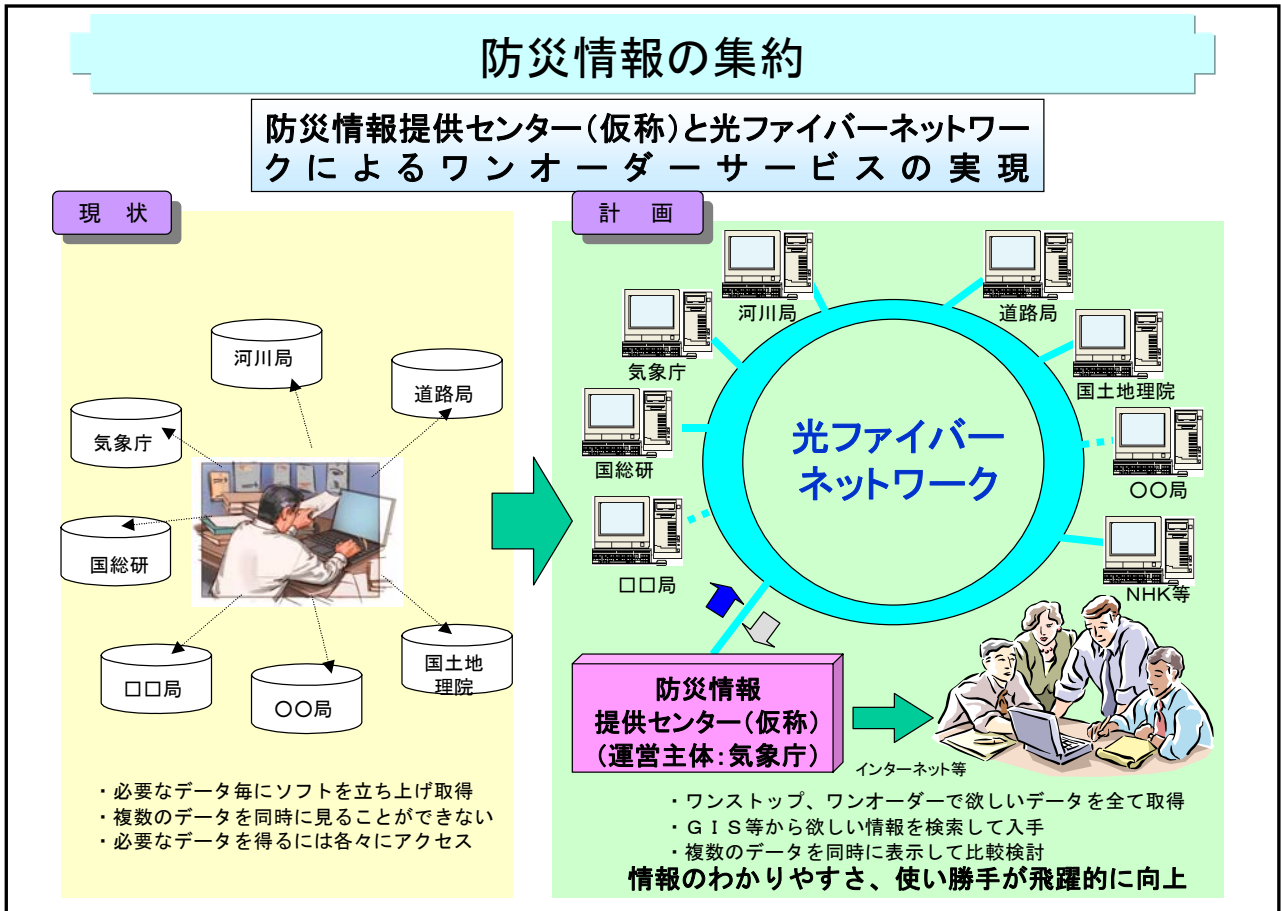 防災情報の集約
防災情報提供センター(仮称)と光ファイバーネットワー
クによるワンオーダーサービスの実現
現 状
河川局
道路局
気象庁
国総研
国土地
理院
□□局
○○局
・必要なデータ毎にソフトを立ち上げ取得
・複数のデータを同時に見ることができない
・必要なデータを得るには各々にアクセス
計 画
河川局
道路局
気象庁
国土地理院
国総研
○○局
□□局
NHK等
光ファイバー
ネットワーク
防災情報
提供センター(仮称)
(運営主体:気象庁)
インターネット等
・ワンストップ、ワンオーダーで欲しいデータを全て取得
・GIS等から欲しい情報を検索して入手
・複数のデータを同時に表示して比較検討
情報のわかりやすさ、使い勝手が飛躍的に向上